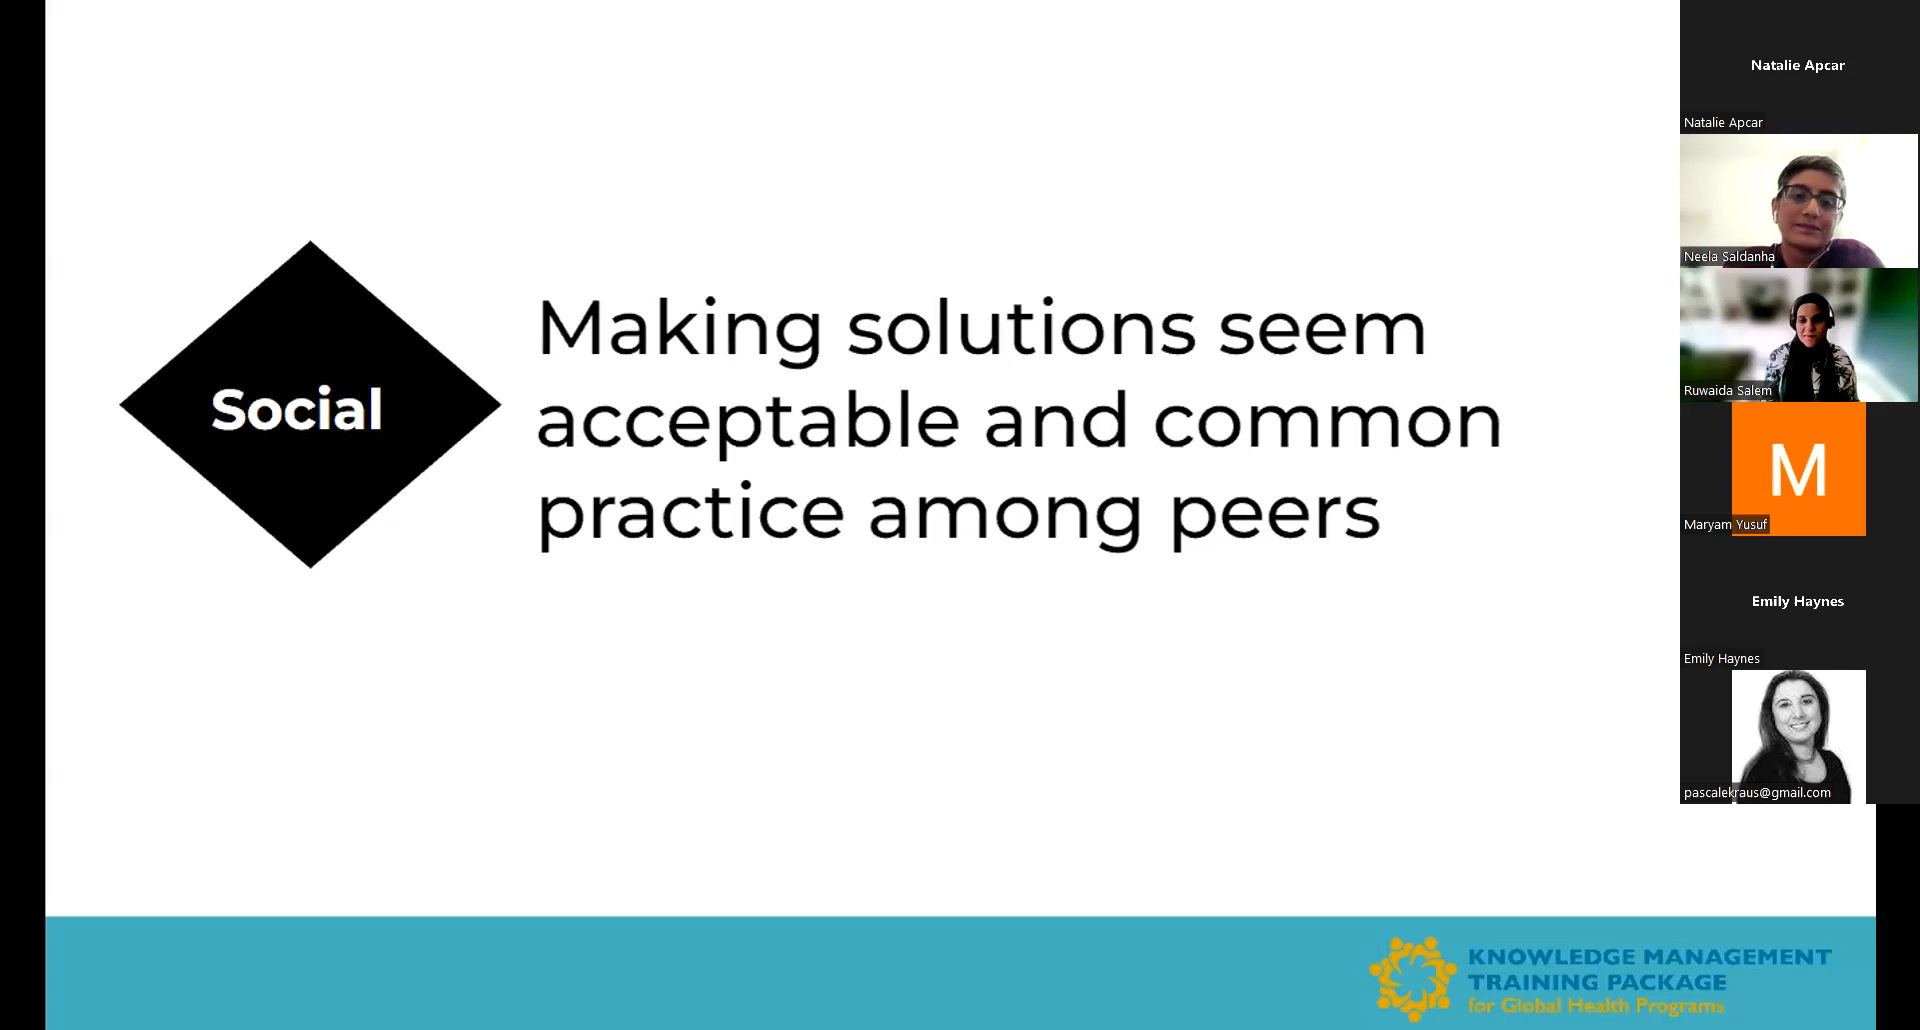 Social
Making solutions seem
acceptable and common
practice among peers
KNOWLEDGE MANAGEMENT
TRAINING PACKAGE
for Global Health Programs
Natalie Apcar
Natalie Apcar
Neela Saldanha
Ruwaida Salem
M
Maryam Yusuf
Emily Haynes
Emily Haynes
pascalekraus@gmail.com